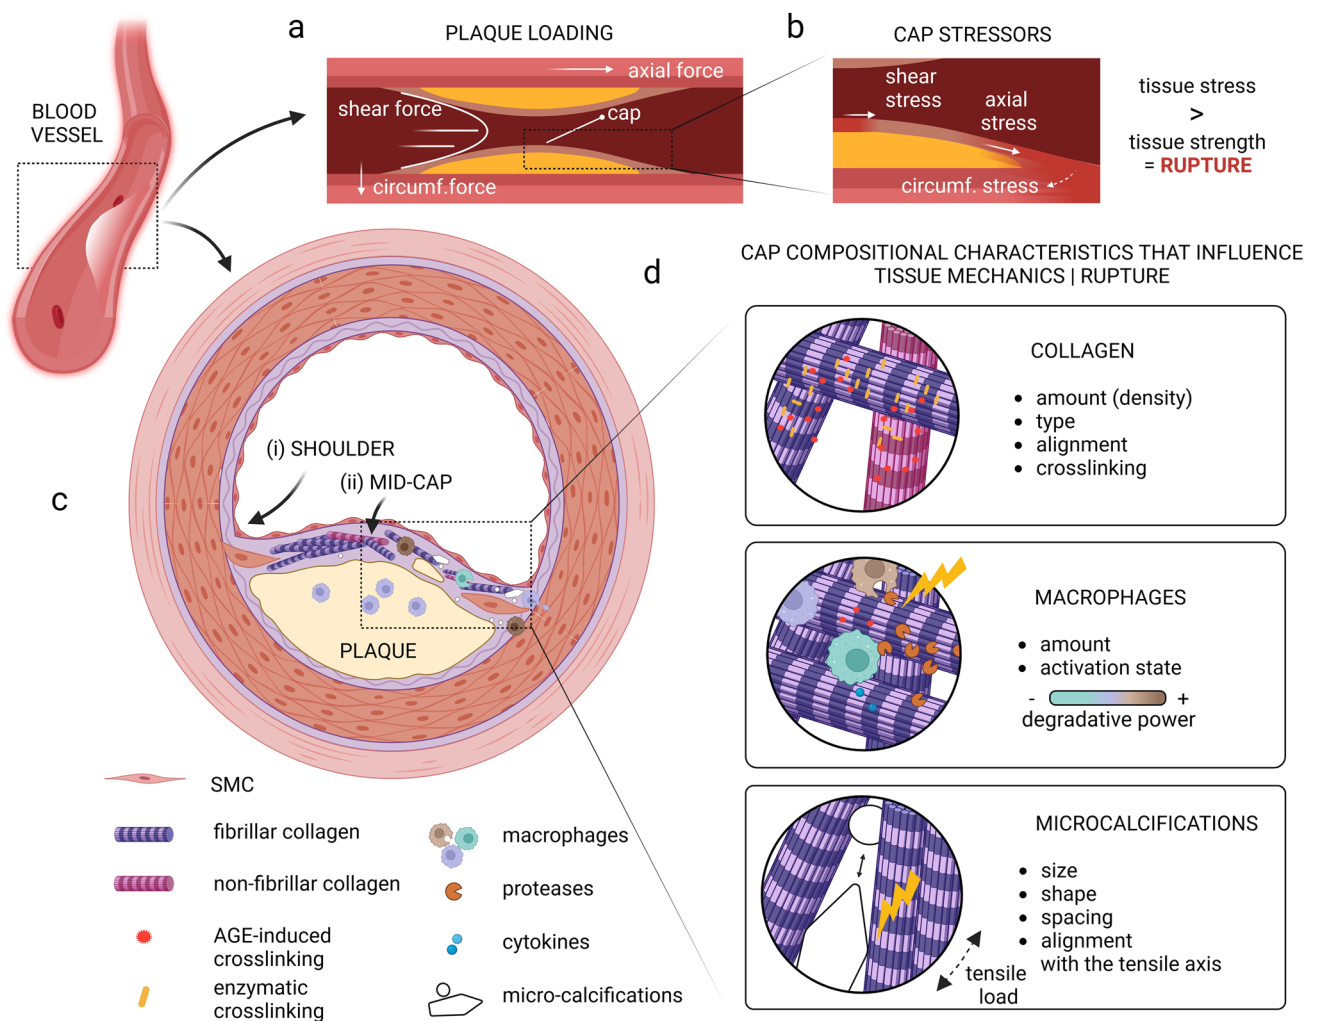 BLOOD
VESSEL
a
PLAQUE LOADING
axial force
shear force
cap
circumf.force
b
CAP STRESSORS
shear
stress
axial
stress
circumf. stress
tissue stress
>
tissue strength
= RUPTURE
c
(i) SHOULDER
(ii) MID-CAP
PLAQUE
SMC
fibrillar collagen
non-fibrillar collagen
AGE-induced
crosslinking
enzymatic
crosslinking
macrophages
proteases
cytokines
micro-calcifications
d
CAP COMPOSITIONAL CHARACTERISTICS THAT INFLUENCE
TISSUE MECHANICS | RUPTURE
COLLAGEN
• amount (density)
• type
• alignment
• crosslinking
MACROPHAGES
• amount
• activation state
- +
degradative power
MICROCALCIFICATIONS
• size
• shape
• spacing
• alignment
with the tensile axis
tensile
load